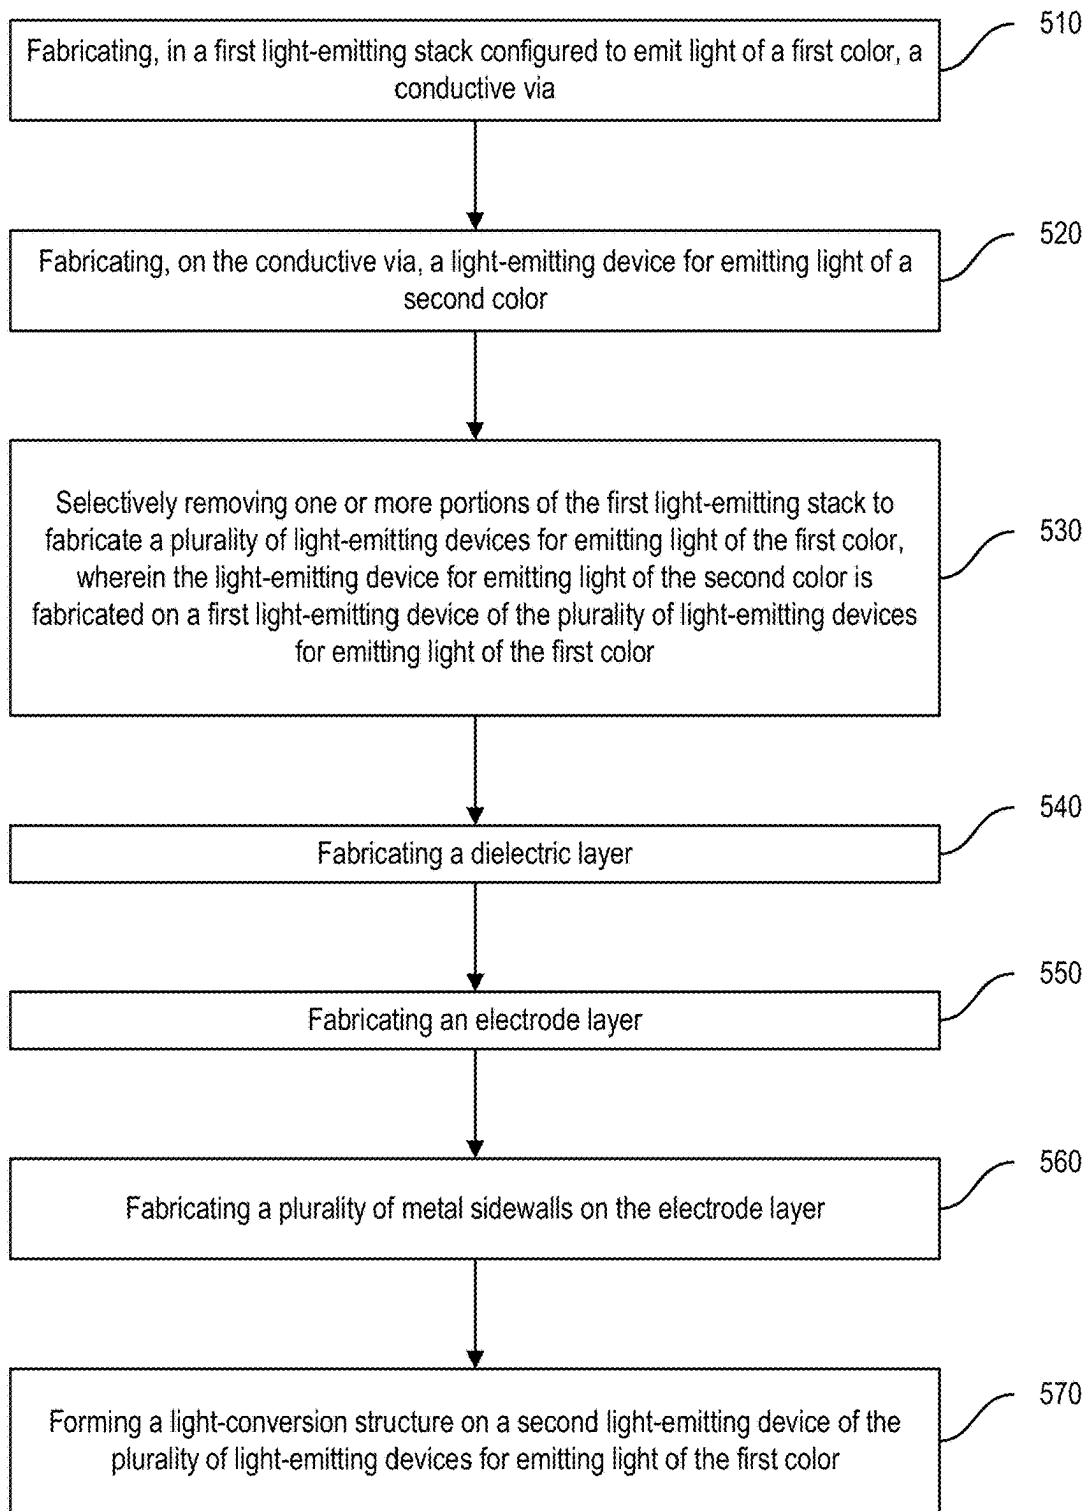 510
Fabricating, in a first light-emitting stack configured to emit light of a first color, a
conductive via
520
Fabricating, on the conductive via, a light-emitting device for emitting light of a
second color
530
Selectively removing one or more portions of the first light-emitting stack to
fabricate a plurality of light-emitting devices for emitting light of the first color,
wherein the light-emitting device for emitting light of the second color is
fabricated on a first light-emitting device of the plurality of light-emitting devices
for emitting light of the first color
540
Fabricating a dielectric layer
550
Fabricating an electrode layer
560
Fabricating a plurality of metal sidewalls on the electrode layer
570
Forming a light-conversion structure on a second light-emitting device of the
plurality of light-emitting devices for emitting light of the first color